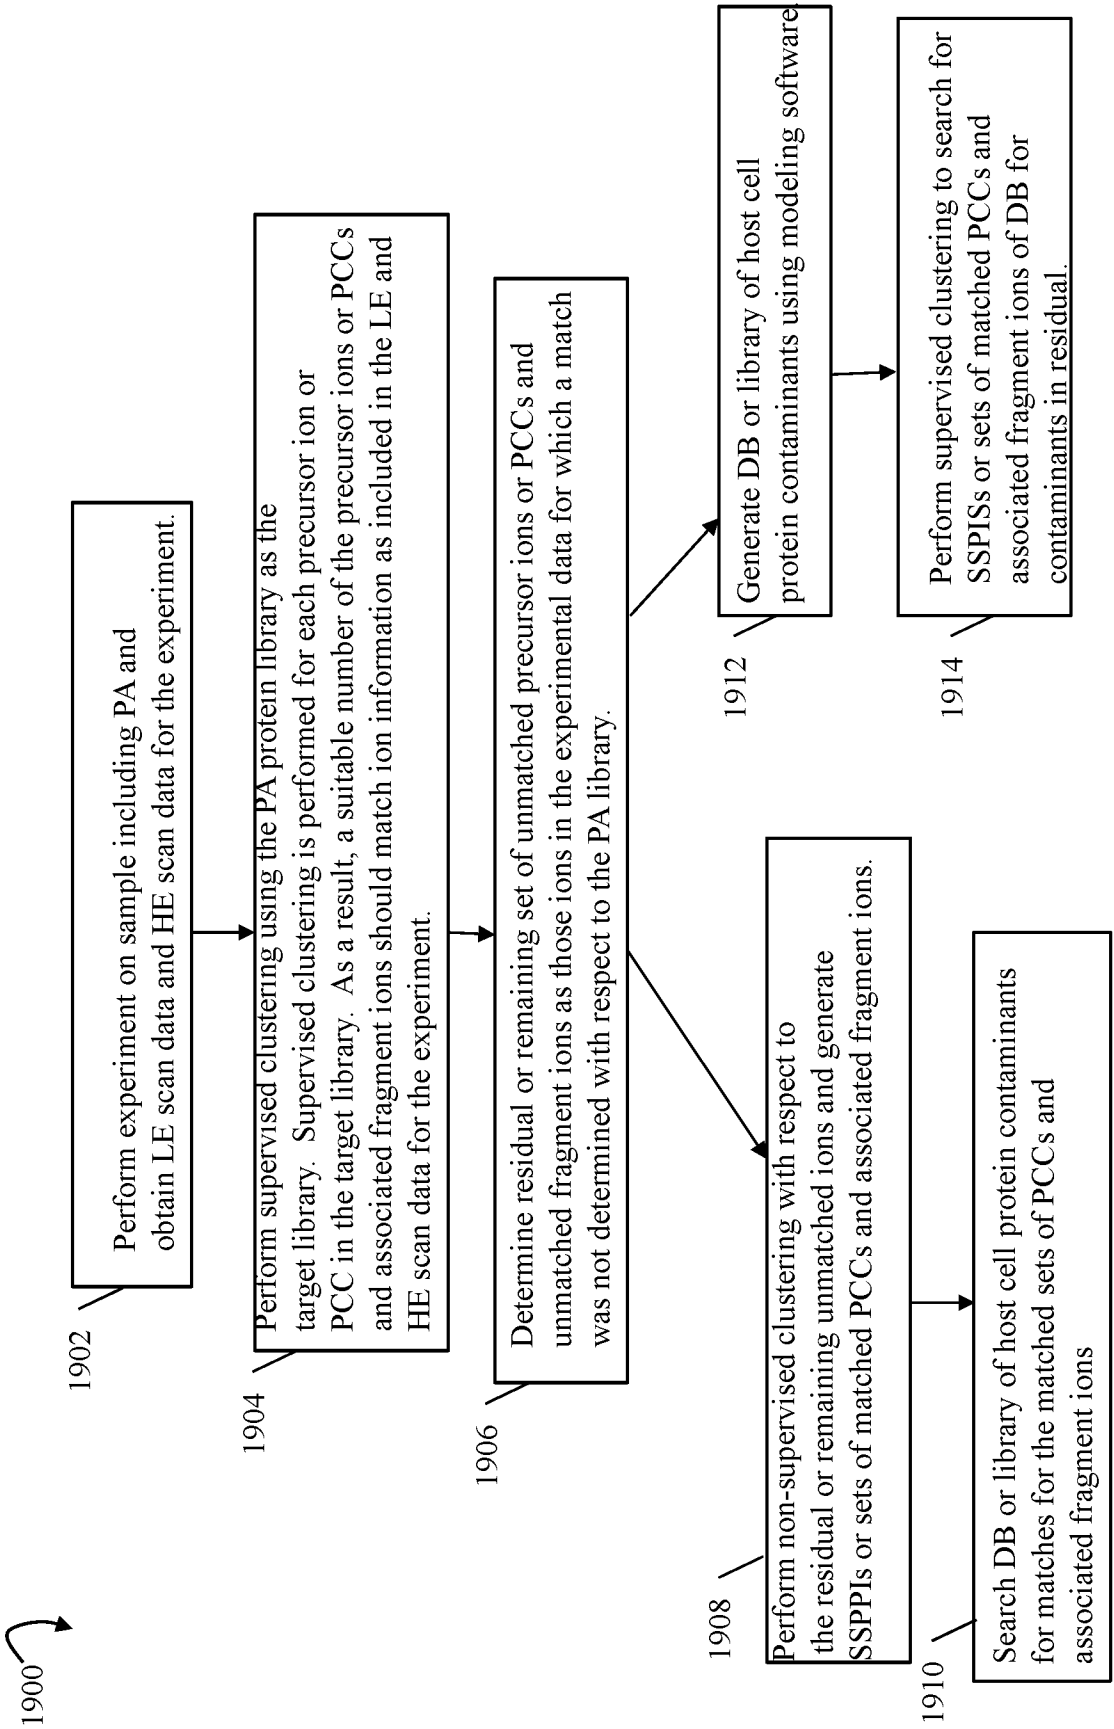 1900
1902
Perform experiment on sample including PA and
obtain LE scan data and HE scan data for the experiment.
1904
Perform supervised clustering using the PA protein library as the
target library. Supervised clustering is performed for each precursor ion or
PCC in the target library. As a result, a suitable number of the precursor ions or PCCs
and associated fragment ions should match ion information as included in the LE and
HE scan data for the experiment.
1906
Determine residual or remaining set of unmatched precursor ions or PCCs and
unmatched fragment ions as those ions in the experimental data for which a match
was not determined with respect to the PA library.
1908
Perform non-supervised clustering with respect to
the residual or remaining unmatched ions and generate
SSPPIs or sets of matched PCCs and associated fragment ions.
1910
Search DB or library of host cell protein contaminants
for matches for the matched sets of PCCs and
associated fragment ions
1912
Generate DB or library of host cell
protein contaminants using modeling software.
1914
Perform supervised clustering to search for
SSPISs or sets of matched PCCs and
associated fragment ions of DB for
contaminants in residual.